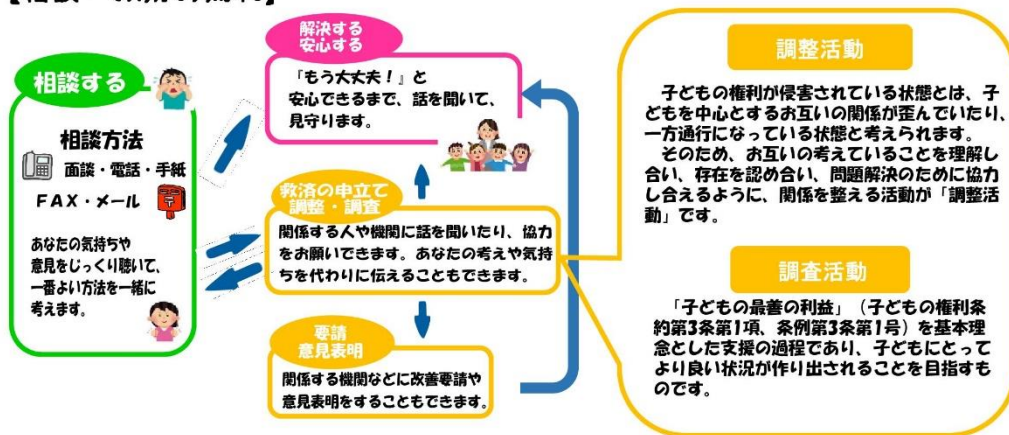 相談する
相談方法
面談・電話・手紙
FAX・メール
あなたの気持ちや
意見をじっくり聴いて、
一番よい方法を一緒に
考えます。
解決する
安心する
「もう大丈夫！」と
安心できるまで、話を聞いて、
見守ります。
救済の申立て
調整・調査
関係する人や機関に話を聞いたり、協力
をお願いできます。あなたの考えや気持
ちを代わりに伝えることもできます。
要請
意見表明
関係する機関などに改善要請や
意見表明をすることもできます。
調整活動
子どもの権利が侵害されている状態とは、子
どもを中心とするお互いの関係が歪んでいたり、
一方通行になっている状態と考えられます。
そのため、お互いの考えていることを理解し
合い、存在を認め合い、問題解決のために協力
し合えるように、関係を整える活動が「調整活
動」です。
調査活動
「子どもの最善の利益」（子どもの権利条
約第3条第1項、条例第3条第1号）を基本理
念とした支援の過程であり、子どもにとって
より良い状況が作り出されることを目指すも
のです。